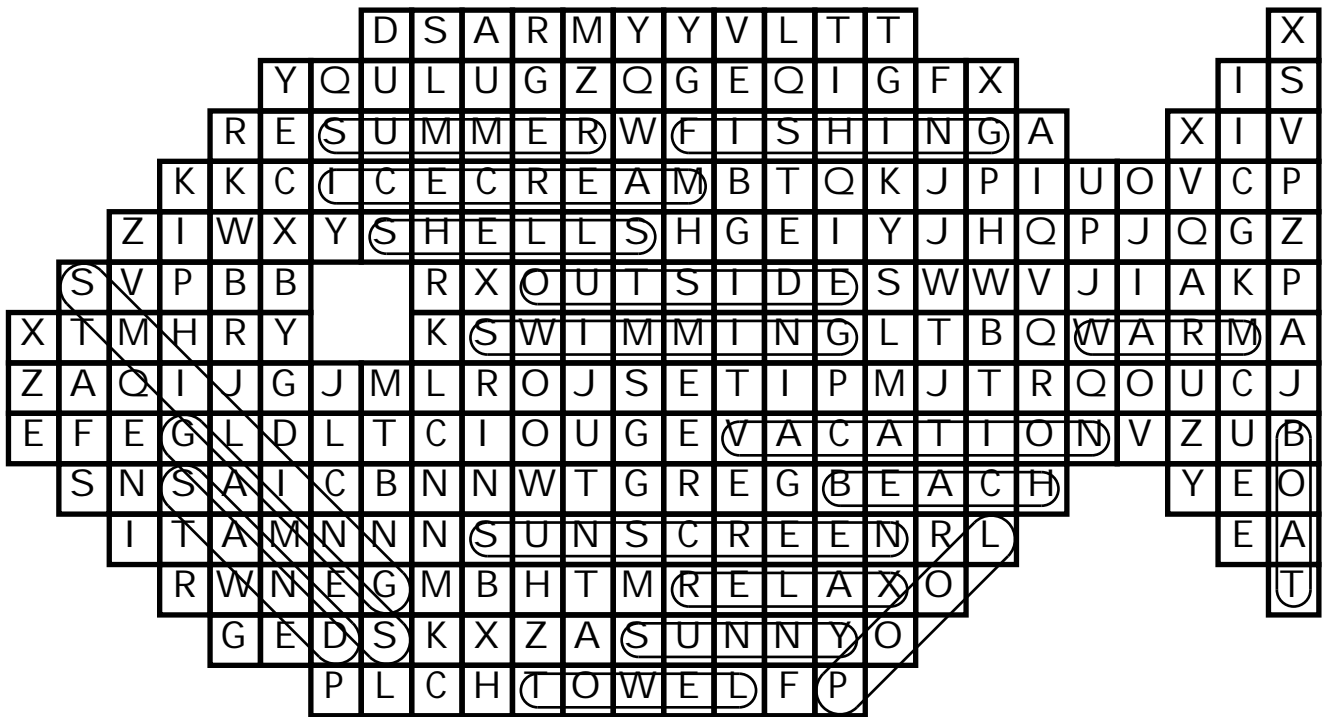 D S A R M Y Y V L T T X
Y Q U L U G Z Q G E Q I G F X I S
R E S U M M E R W F I S H I N G A X I V
K K C I C E C R E A M B T Q K J P I U O V C P
Z I W X Y S H E L L S H G E I Y J H Q P J Q G Z
S V P B B R X O U T S I D E S W W V J I A K P
X T M H R Y K S W I M M I N G L T B Q W A R M A
Z A Q I J G J M L R O J S E T I P M J T R Q O U C J
E F E G L D L T C I O U G E V A C A T I O N V Z U B
S N S A I C B N N W T G R E G B E A C H Y E O
I T A M N N N S U N S C R E E N R L E A
R W N E G M B H T M R E L A X O T
G E D S K X Z A S U N N Y O
P L C H T O W E L F P